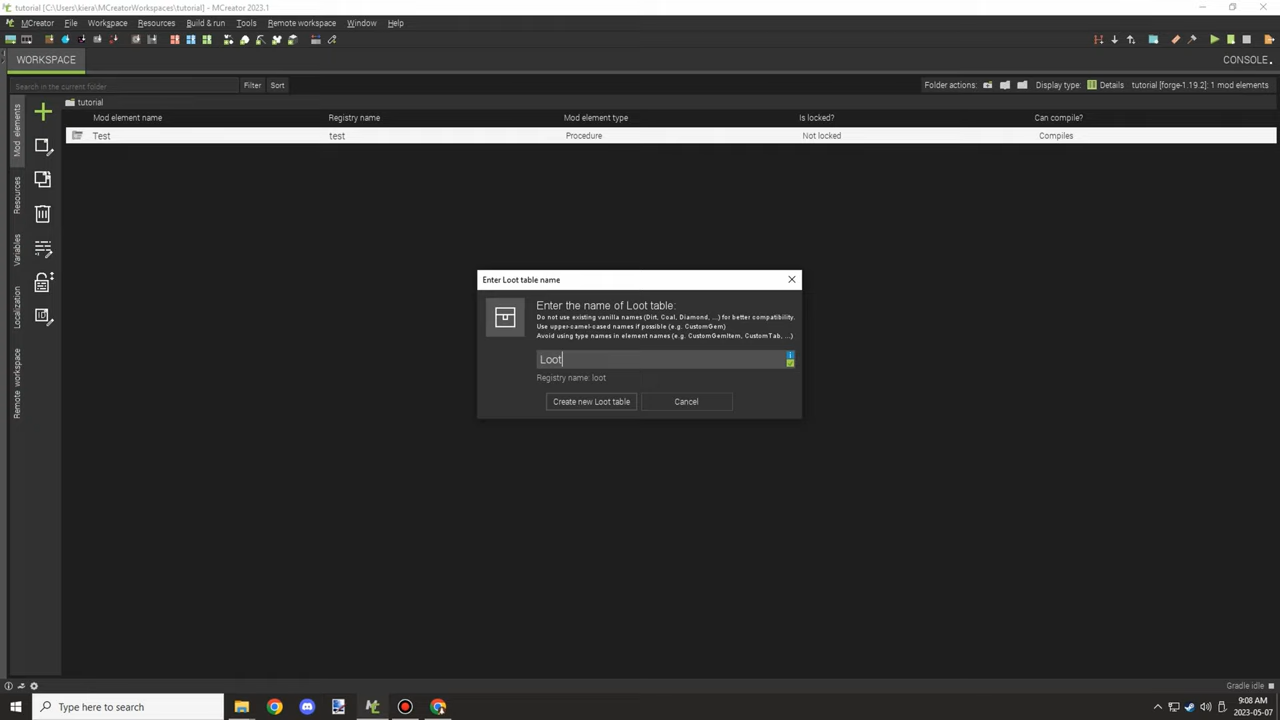 tutorial [C:\Users\kiera\MCreatorWorkspaces\tutorial] - MCreator 2023.1
MCreator File Workspace Resources Build & run Tools Remote workspace Window Help
WORKSPACE
CONSOLE
Search in the current folder
Filter
Sort
Folder actions:
Display type:
Details
tutorial [forge-1.19.2]: 1 mod elements
Mod elements
Resources
Variables
Localization
Remote workspace
tutorial
Mod element name Registry name Mod element type Is locked? Can compile?
Test test Procedure Not locked Compiles
Enter Loot table name
Enter the name of Loot table:
Do not use existing vanilla names (Dirt, Coal, Diamond, ...) for better compatibility.
Use upper-camel-cased names if possible (e.g. CustomGem)
Avoid using type names in element names (e.g. CustomGemItem, CustomTab, ...)
Loot
Registry name: loot
Create new Loot table
Cancel
Gradle idle
Type here to search
9:08 AM
2023-05-07